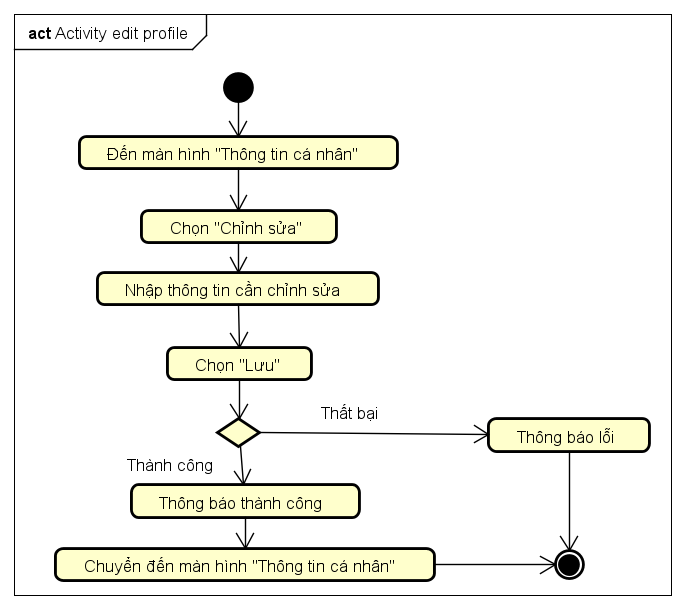 act Activity edit profile
Đến màn hình "Thông tin cá nhân"
Chọn "Chỉnh sửa"
Nhập thông tin cần chỉnh sửa
Chọn "Lưu"
Thất bại
Thông báo lỗi
Thành công
Thông báo thành công
Chuyển đến màn hình "Thông tin cá nhân"